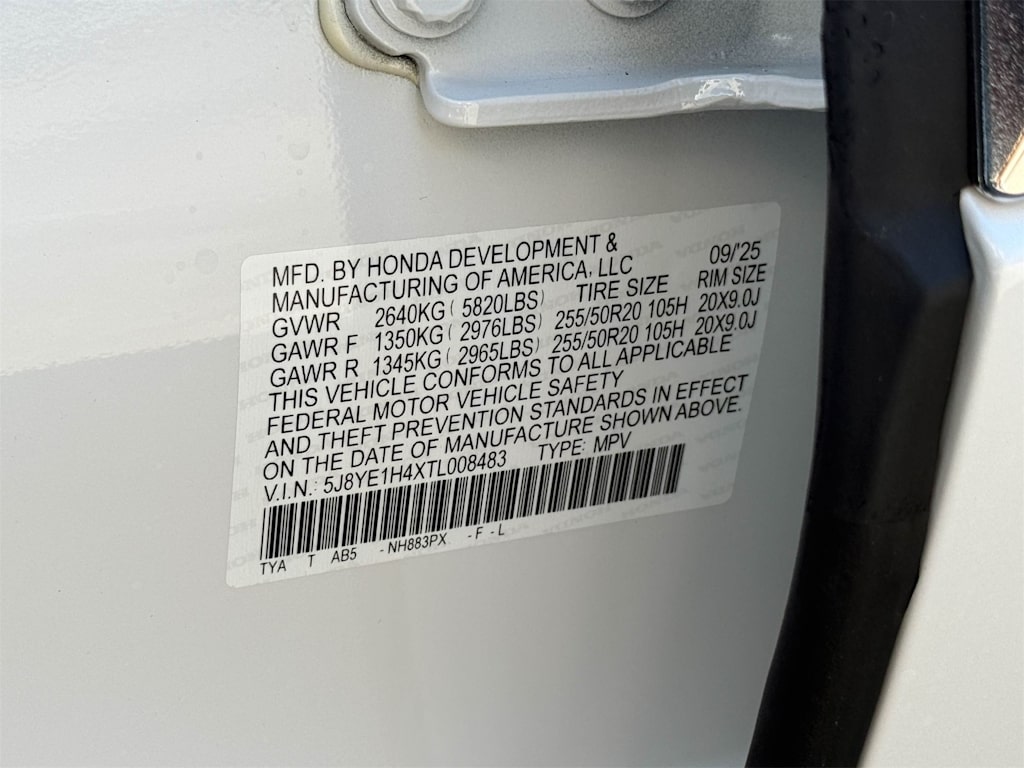 MFD. BY HONDA DEVELOPMENT & 09/'25
MANUFACTURING OF AMERICA, LLC
TIRE SIZE RIM SIZE
GVWR 2640KG ( 5820LBS)
GAWR F 1350KG ( 2976LBS) 255/50R20 105H 20X9.0J
GAWR R 1345KG ( 2965LBS) 255/50R20 105H 20X9.0J
THIS VEHICLE CONFORMS TO ALL APPLICABLE
FEDERAL MOTOR VEHICLE SAFETY
AND THEFT PREVENTION STANDARDS IN EFFECT
ON THE DATE OF MANUFACTURE SHOWN ABOVE.
V.I.N.: 5J8YE1H4XTL008483 TYPE: MPV
TYA T AB5 -NH883PX -F -L